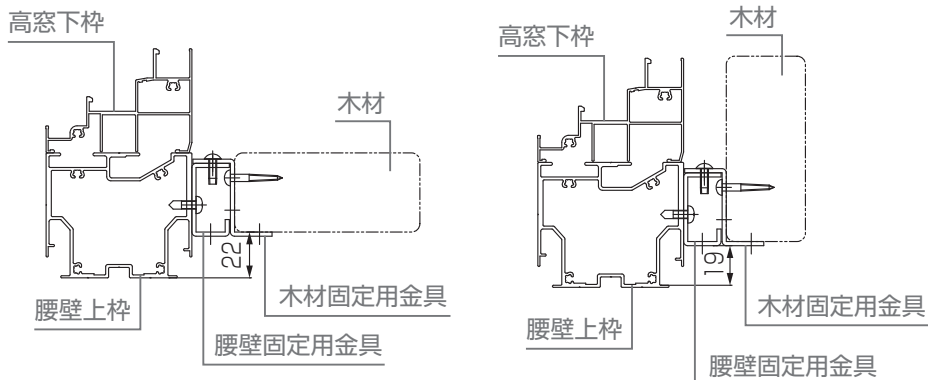 高窓下枠
木材
22
木材固定用金具
腰壁上枠
腰壁固定用金具
木材
高窓下枠
19
木材固定用金具
腰壁上枠
腰壁固定用金具